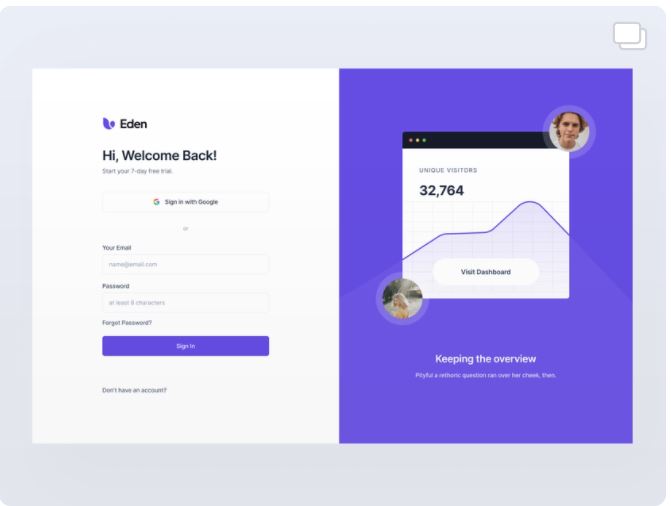 Eden
Hi, Welcome Back!
Start your 7-day free trial.
Sign in with Google
or
Your Email
name@email.com
Password
at least 8 characters
Forgot Password?
Sign In
Don't have an account?
UNIQUE VISITORS
32,764
Visit Dashboard
Keeping the overview
Pityful a rethoric question ran over her cheek, then.